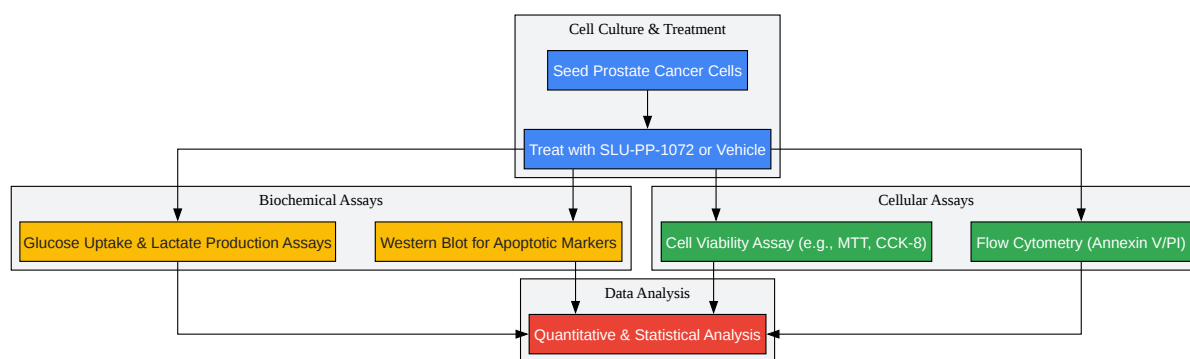 Cell Culture & Treatment
Seed Prostate Cancer Cells
Treat with SLU-PP-1072 or Vehicle
Biochemical Assays
Glucose Uptake & Lactate Production Assays
Western Blot for Apoptotic Markers
Cellular Assays
Cell Viability Assay (e.g., MTT, CCK-8)
Flow Cytometry (Annexin V/PI)
Data Analysis
Quantitative & Statistical Analysis